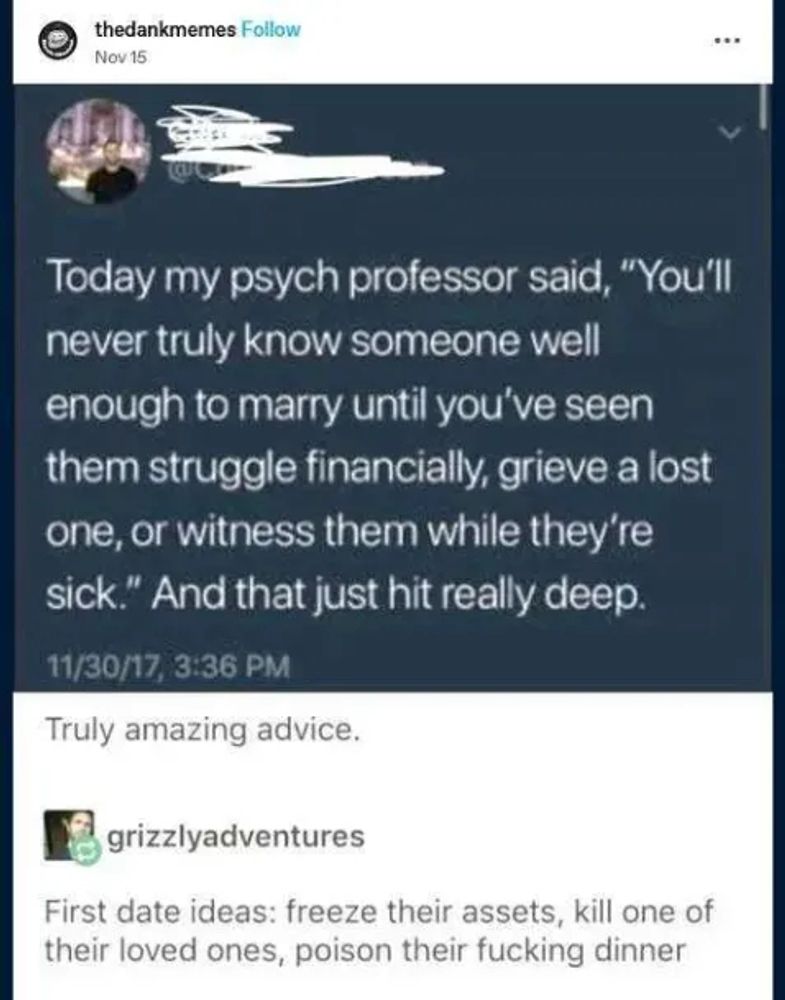 thedankmemes Follow
Nov 15
Today my psych professor said, "You'll
never truly know someone well
enough to marry until you've seen
them struggle financially, grieve a lost
one, or witness them while they're
sick." And that just hit really deep.
11/30/17, 3:36 PM
Truly amazing advice.
grizzlyadventures
First date ideas: freeze their assets, kill one of
their loved ones, poison their fucking dinner